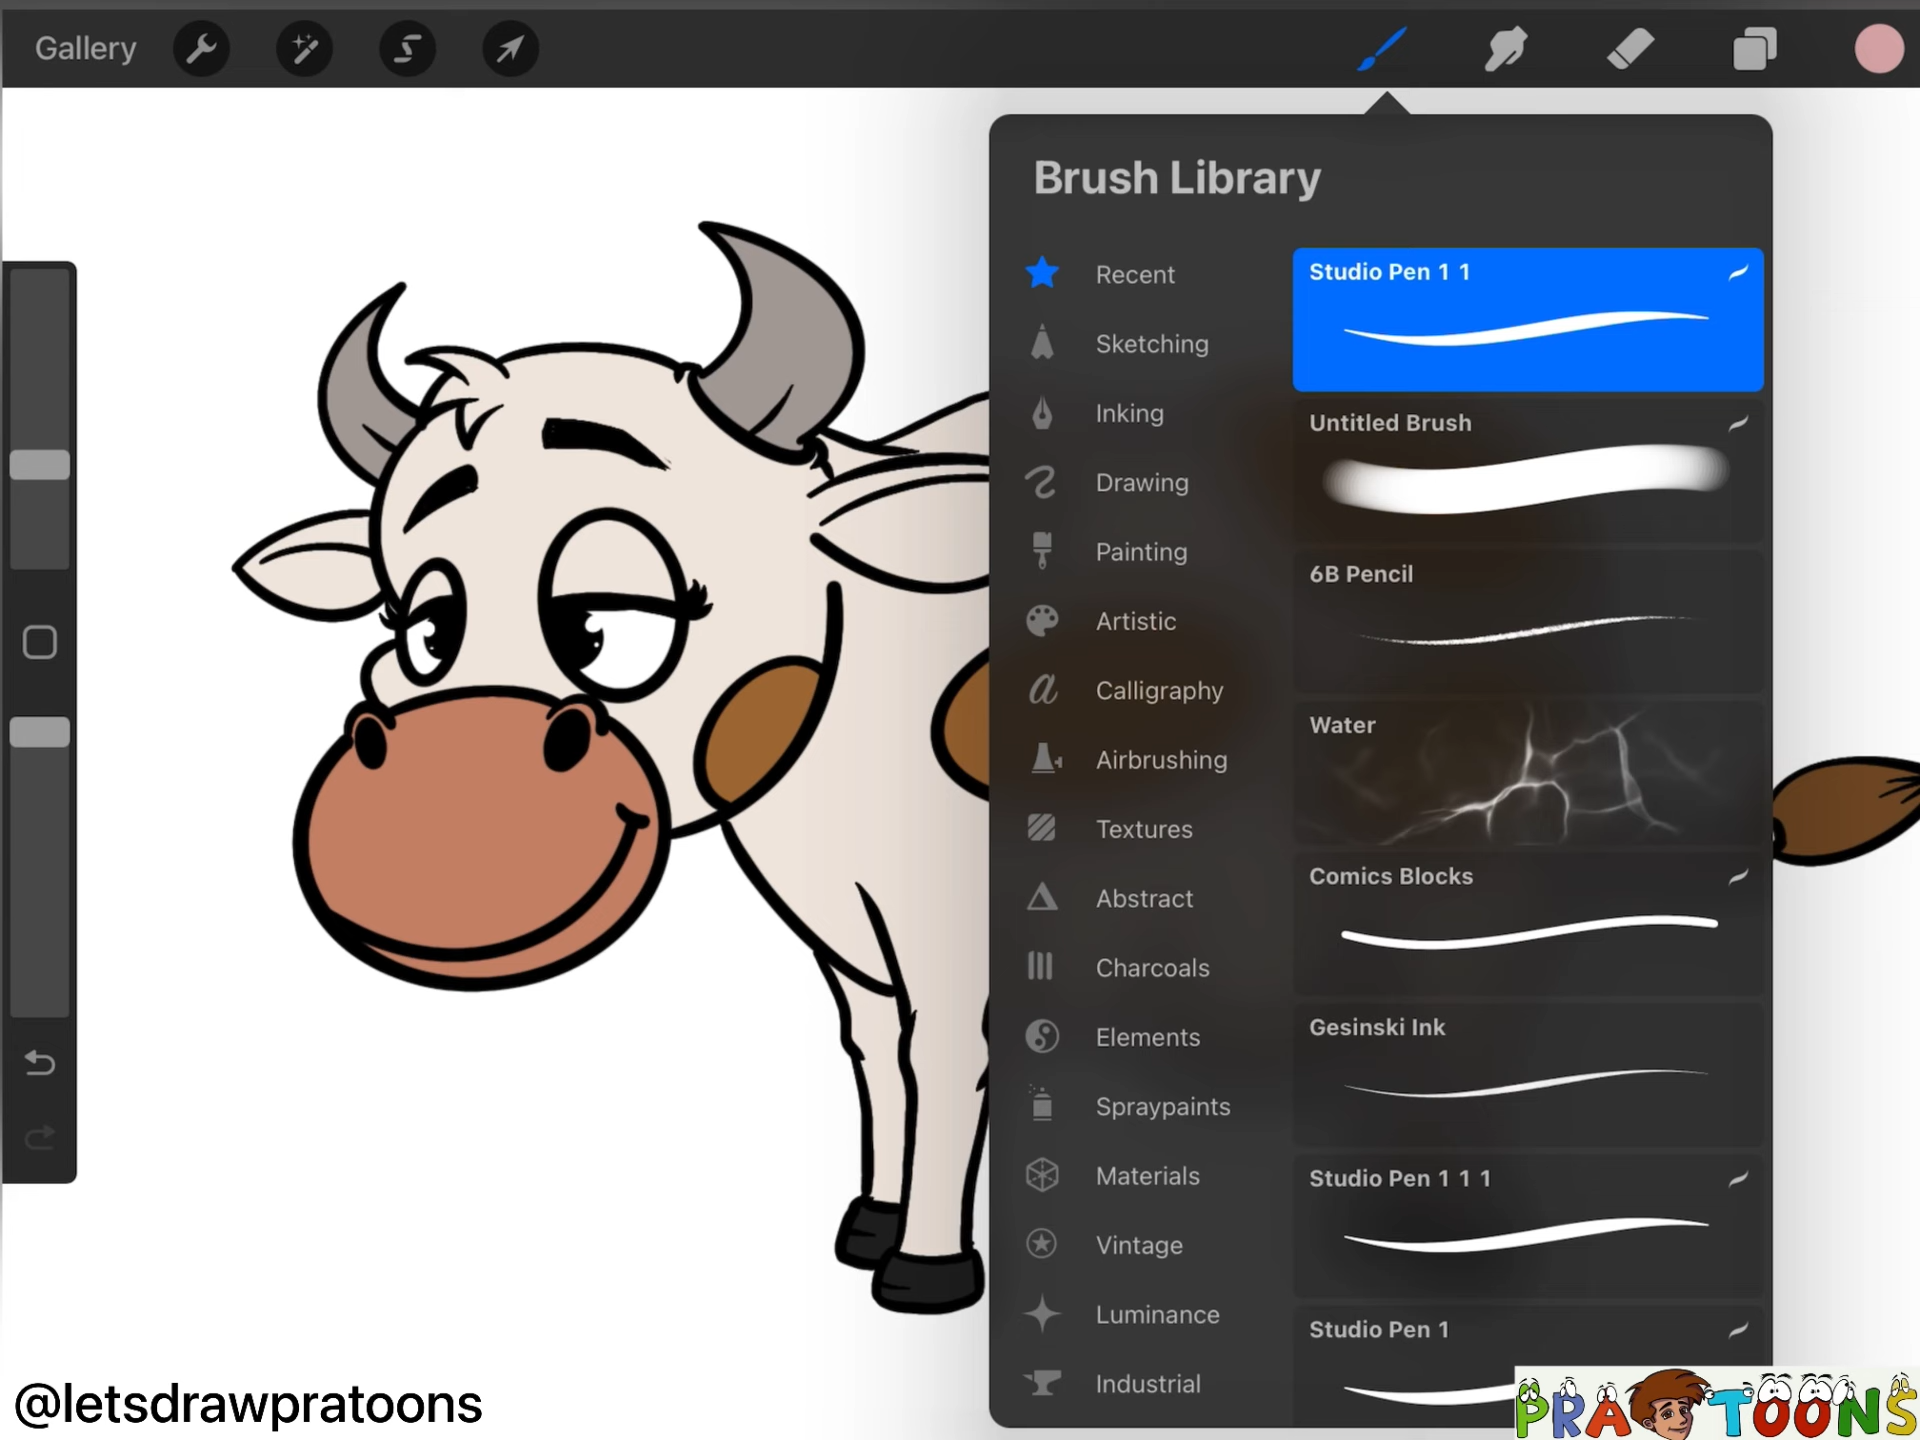 Gallery
Brush Library
Recent
Sketching
Inking
Drawing
Painting
Artistic
Calligraphy
Airbrushing
Textures
Abstract
Charcoals
Elements
Spraypaints
Materials
Vintage
Luminance
Industrial
Studio Pen 1 1
Untitled Brush
6B Pencil
Water
Comics Blocks
Gesinski Ink
Studio Pen 1 1 1
Studio Pen 1
@letsdrawpratoons
PRA TOONS